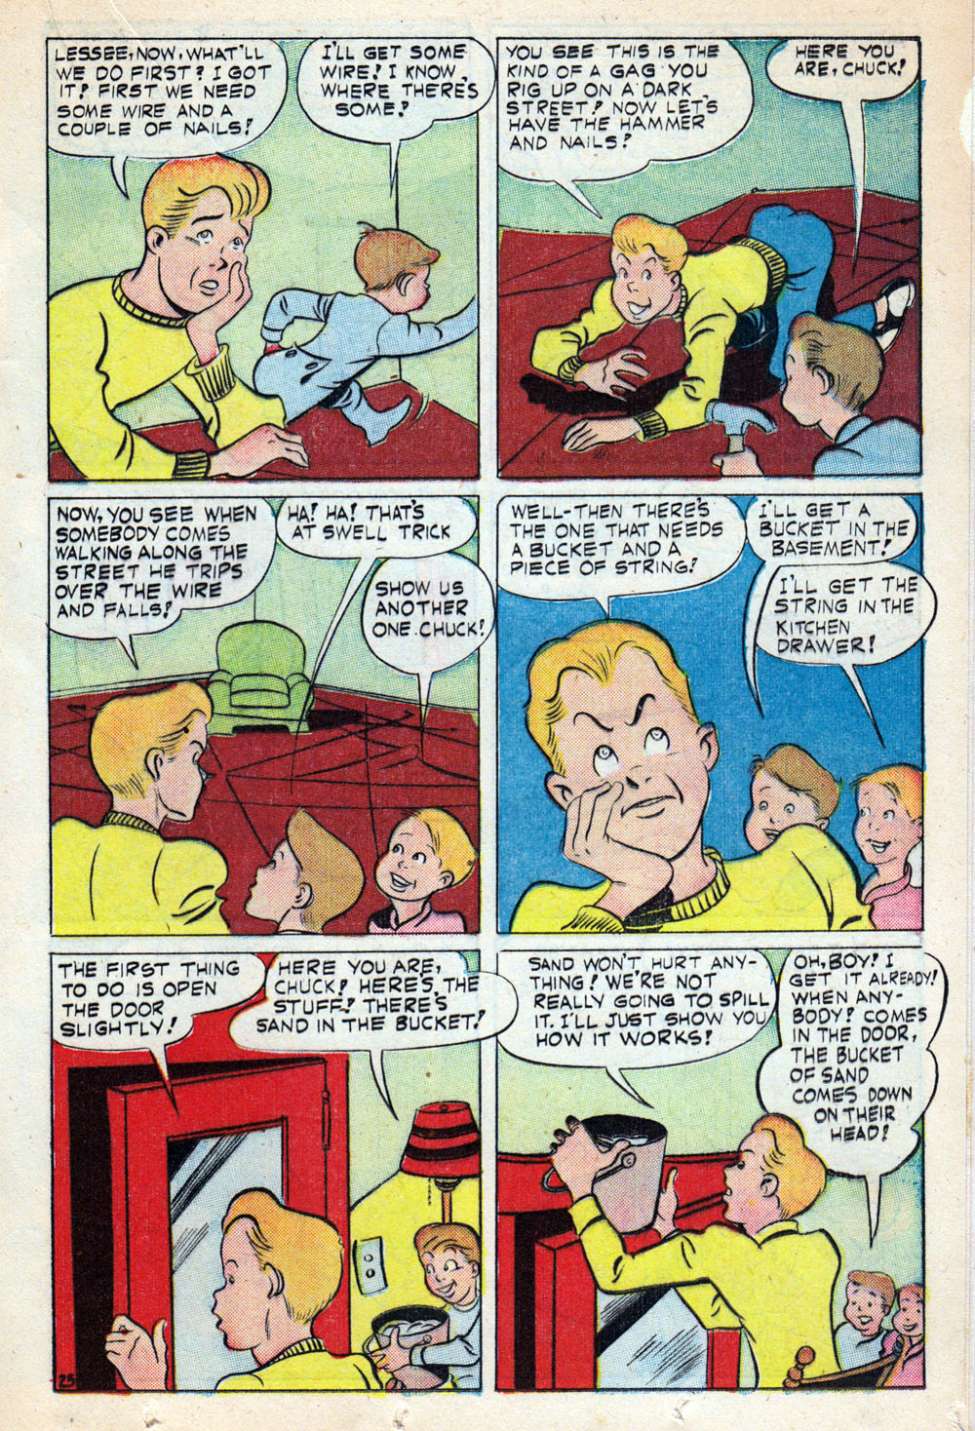 LESSEE, NOW, WHAT'LL
WE DO FIRST? I GOT
IT! FIRST WE NEED
SOME WIRE AND A
COUPLE OF NAILS!
I'LL GET SOME
WIRE! I KNOW
WHERE THERE'S
SOME!
YOU SEE THIS IS THE
KIND OF A GAG YOU
RIG UP ON A DARK
STREET! NOW LET'S
HAVE THE HAMMER
AND NAILS!
HERE YOU
ARE, CHUCK!
NOW, YOU SEE WHEN
SOMEBODY COMES
WALKING ALONG THE
STREET HE TRIPS
OVER THE WIRE
AND FALLS!
HA! HA! THAT'S
AT SWELL TRICK
SHOW US
ANOTHER
ONE, CHUCK!
WELL-THEN THERE'S
THE ONE THAT NEEDS
A BUCKET AND A
PIECE OF STRING!
I'LL GET A
BUCKET IN THE
BASEMENT!
I'LL GET THE
STRING IN THE
KITCHEN
DRAWER!
THE FIRST THING
TO DO IS OPEN
THE DOOR
SLIGHTLY!
HERE YOU ARE,
CHUCK! HERE'S THE
STUFF! THERE'S
SAND IN THE BUCKET!
SAND WON'T HURT ANY-
THING! WE'RE NOT
REALLY GOING TO SPILL
IT. I'LL JUST SHOW YOU
HOW IT WORKS!
OH, BOY! I
GET IT ALREADY!
WHEN ANY-
BODY! COMES
IN THE DOOR,
THE BUCKET
OF SAND
COMES DOWN
ON THEIR
HEAD!
25